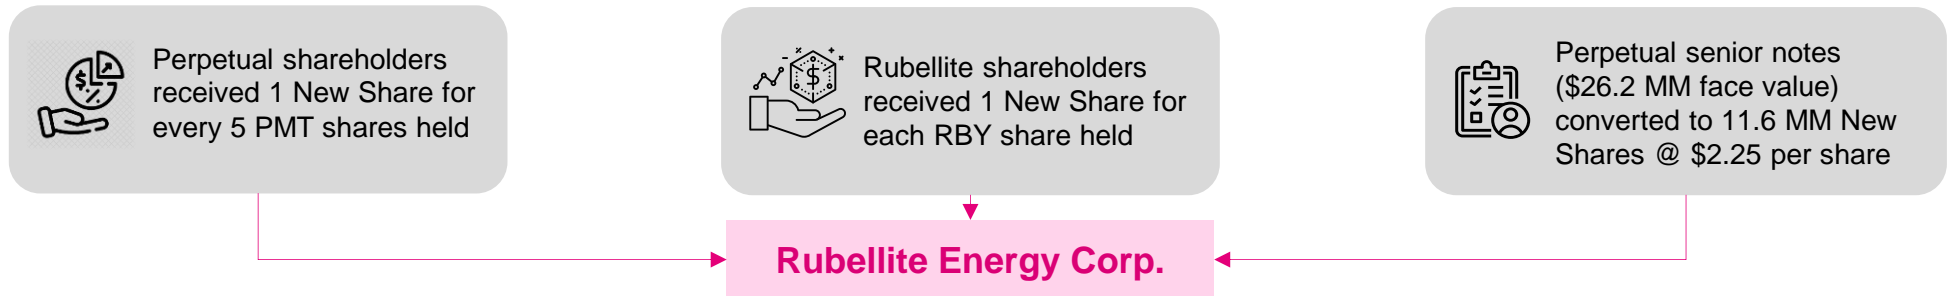 Perpetual shareholders
received 1 New Share for
every 5 PMT shares held
Rubellite shareholders
received 1 New Share for
each RBY share held
Perpetual senior notes
($26.2 MM face value)
converted to 11.6 MM New
Shares @ $2.25 per share
Rubellite Energy Corp.